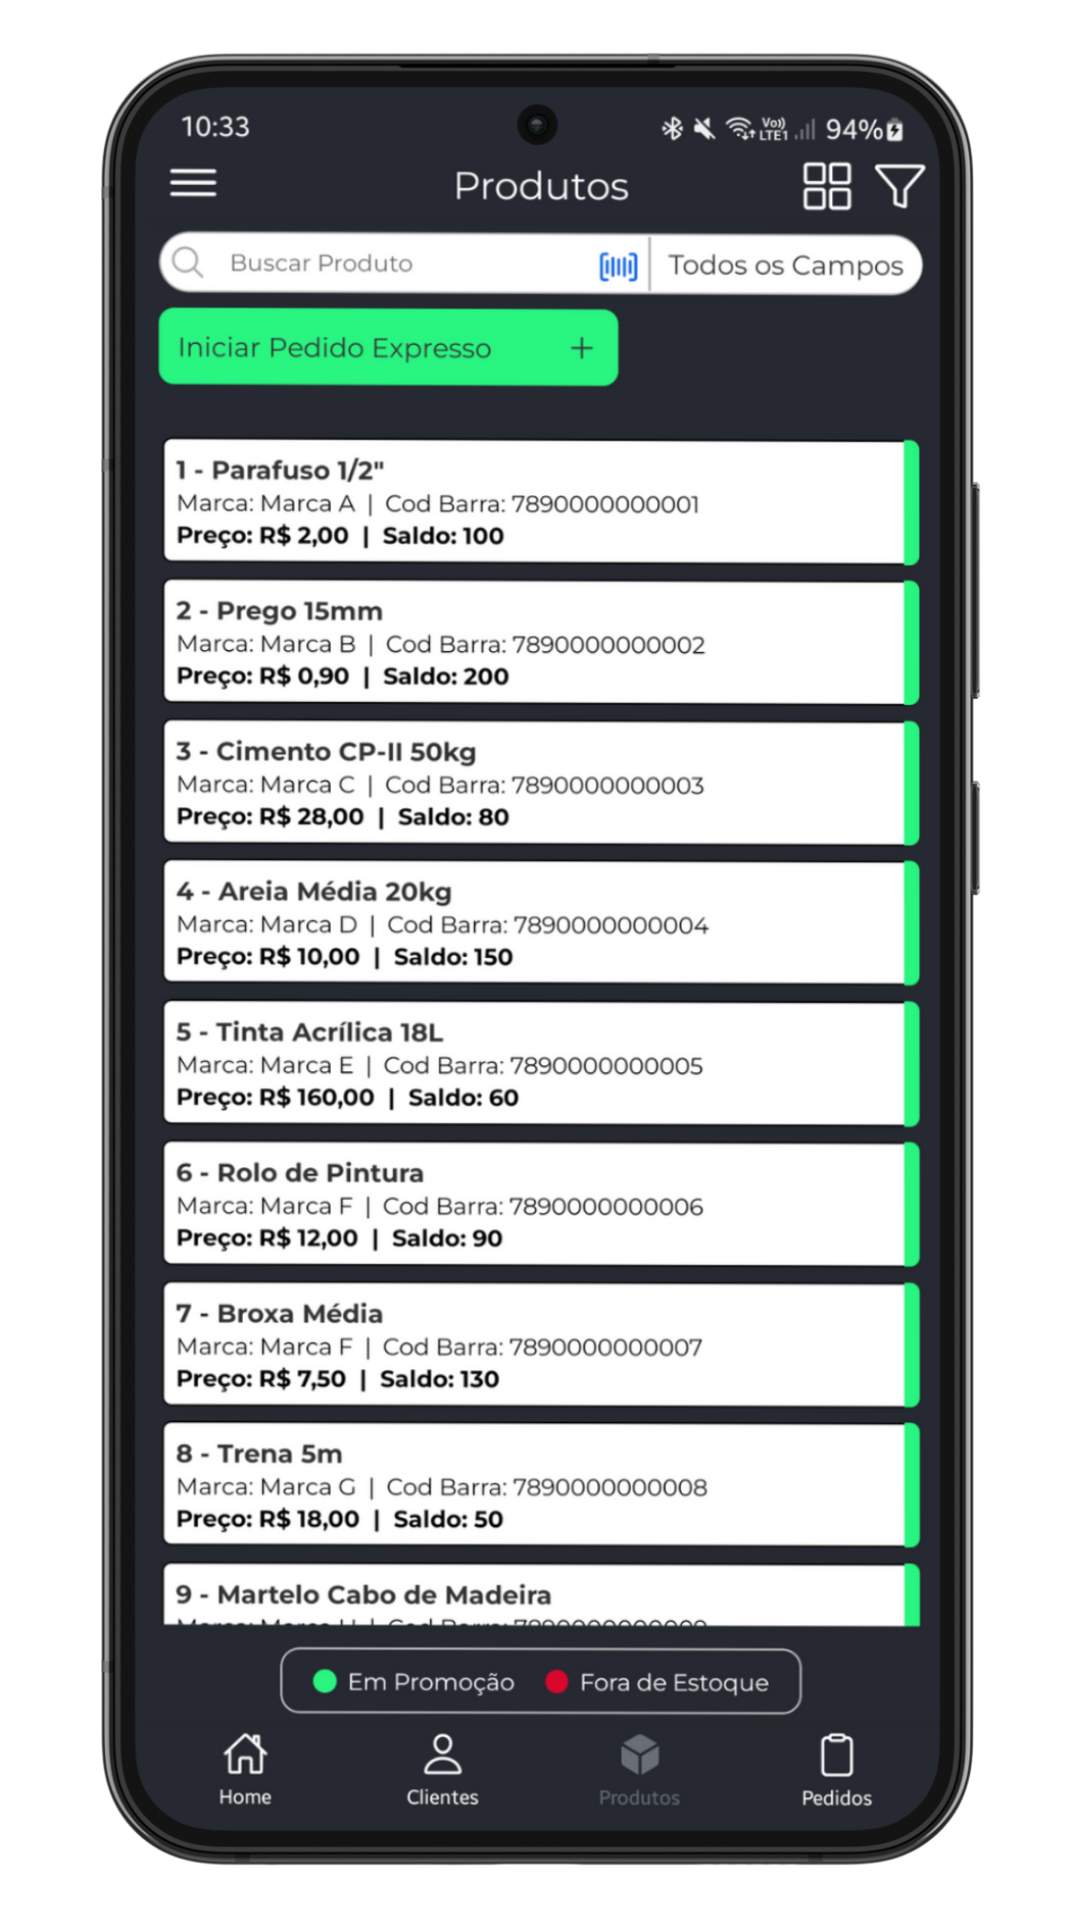 10:33
Vo))
LTE1
94%
Produtos
Buscar Produto
Todos os Campos
Iniciar Pedido Expresso +
1 - Parafuso 1/2"
Marca: Marca A | Cod Barra: 7890000000001
Preço: R$ 2,00 | Saldo: 100
2 - Prego 15mm
Marca: Marca B | Cod Barra: 7890000000002
Preço: R$ 0,90 | Saldo: 200
3 - Cimento CP-II 50kg
Marca: Marca C | Cod Barra: 7890000000003
Preço: R$ 28,00 | Saldo: 80
4 - Areia Média 20kg
Marca: Marca D | Cod Barra: 7890000000004
Preço: R$ 10,00 | Saldo: 150
5 - Tinta Acrílica 18L
Marca: Marca E | Cod Barra: 7890000000005
Preço: R$ 160,00 | Saldo: 60
6 - Rolo de Pintura
Marca: Marca F | Cod Barra: 7890000000006
Preço: R$ 12,00 | Saldo: 90
7 - Broxa Média
Marca: Marca F | Cod Barra: 7890000000007
Preço: R$ 7,50 | Saldo: 130
8 - Trena 5m
Marca: Marca G | Cod Barra: 7890000000008
Preço: R$ 18,00 | Saldo: 50
9 - Martelo Cabo de Madeira
Em Promoção
Fora de Estoque
Home
Clientes
Produtos
Pedidos